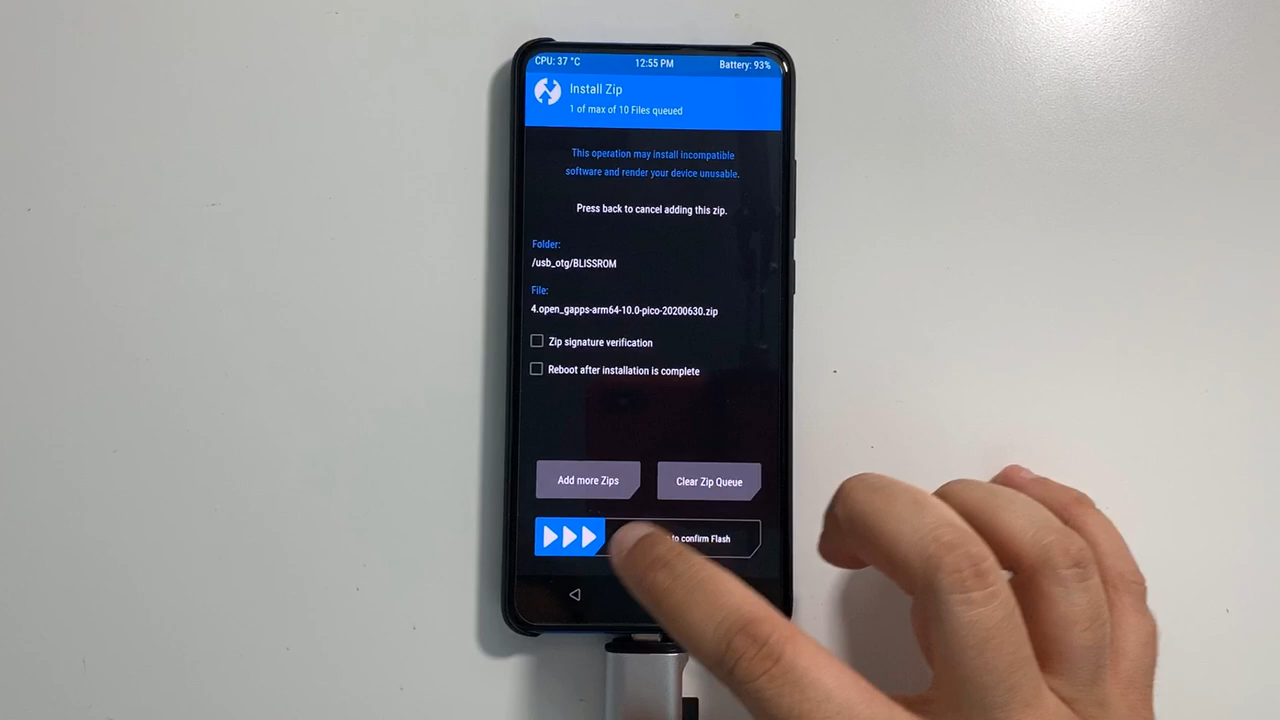 CPU: 37 °C 12:55 PM Battery: 93%
Install Zip
1 of max of 10 Files queued
This operation may install incompatible
software and render your device unusable.
Press back to cancel adding this zip.
Folder:
/usb_otg/BLISSROM
File:
4.open_gapps-arm64-10.0-pico-20200630.zip
Zip signature verification
Reboot after installation is complete
Add more Zips Clear Zip Queue
to confirm Flash